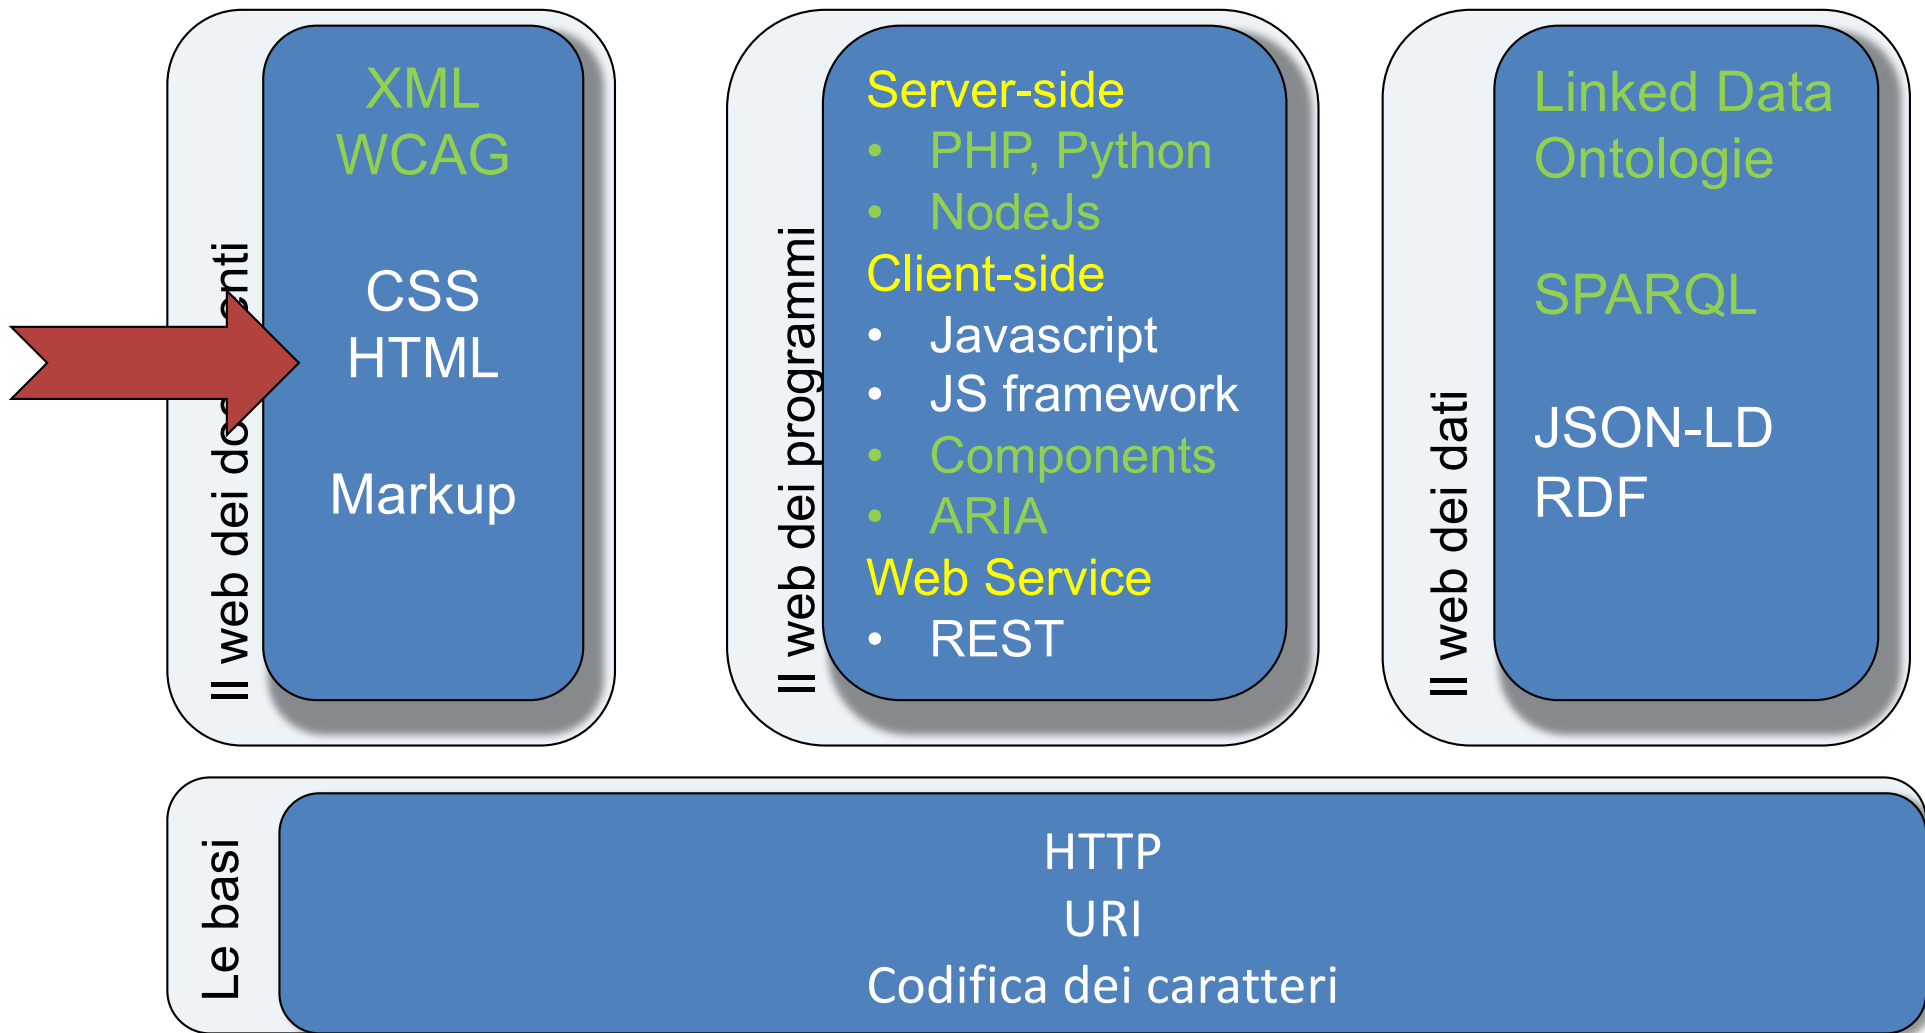 Il web dei do enti
XML
WCAG
CSS
HTML
Markup
Il web dei programmi
Server-side
• PHP, Python
• NodeJs
Client-side
• Javascript
• JS framework
• Components
• ARIA
Web Service
• REST
Il web dei dati
Linked Data
Ontologie
SPARQL
JSON-LD
RDF
Le basi
HTTP
URI
Codifica dei caratteri